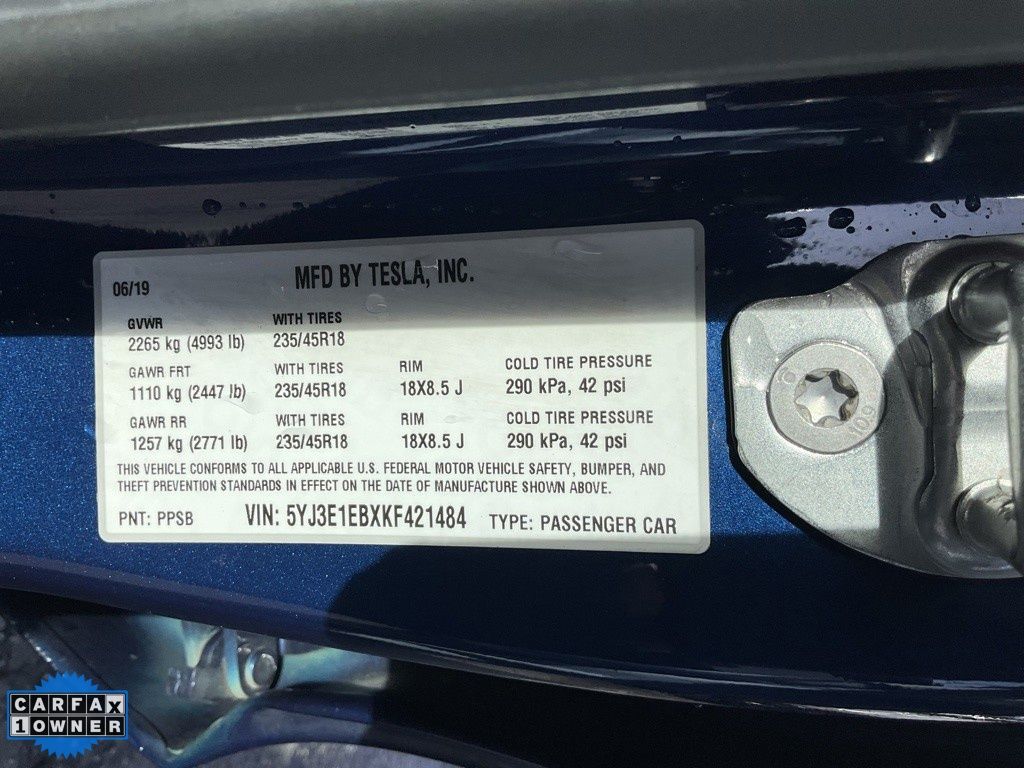 06/19 MFD BY TESLA, INC.
GVWR WITH TIRES
2265 kg (4993 lb) 235/45R18
GAWR FRT WITH TIRES RIM COLD TIRE PRESSURE
1110 kg (2447 lb) 235/45R18 18X8.5 J 290 kPa, 42 psi
GAWR RR WITH TIRES RIM COLD TIRE PRESSURE
1257 kg (2771 lb) 235/45R18 18X8.5 J 290 kPa, 42 psi
THIS VEHICLE CONFORMS TO ALL APPLICABLE U.S. FEDERAL MOTOR VEHICLE SAFETY, BUMPER, AND
THEFT PREVENTION STANDARDS IN EFFECT ON THE DATE OF MANUFACTURE SHOWN ABOVE.
PNT: PPSB VIN: 5YJ3E1EBXKF421484 TYPE: PASSENGER CAR
CARFAX
1 OWNER